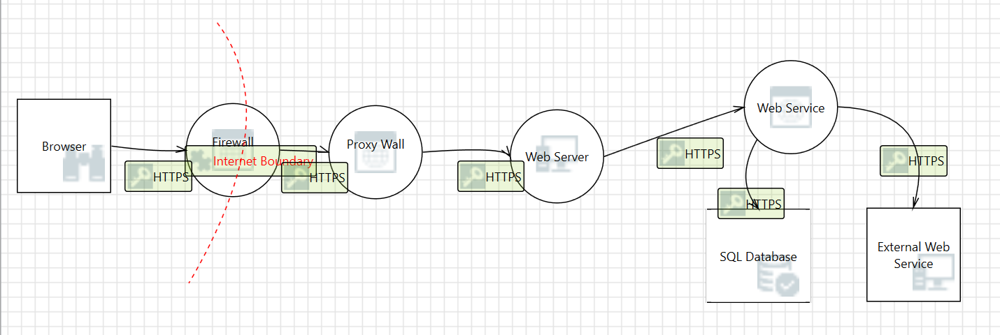 Browser
HTTPS
Firewall
Internet Boundary
HTTPS
Proxy Wall
HTTPS
Web Server
HTTPS
Web Service
HTTPS
SQL Database
HTTPS
External Web
Service